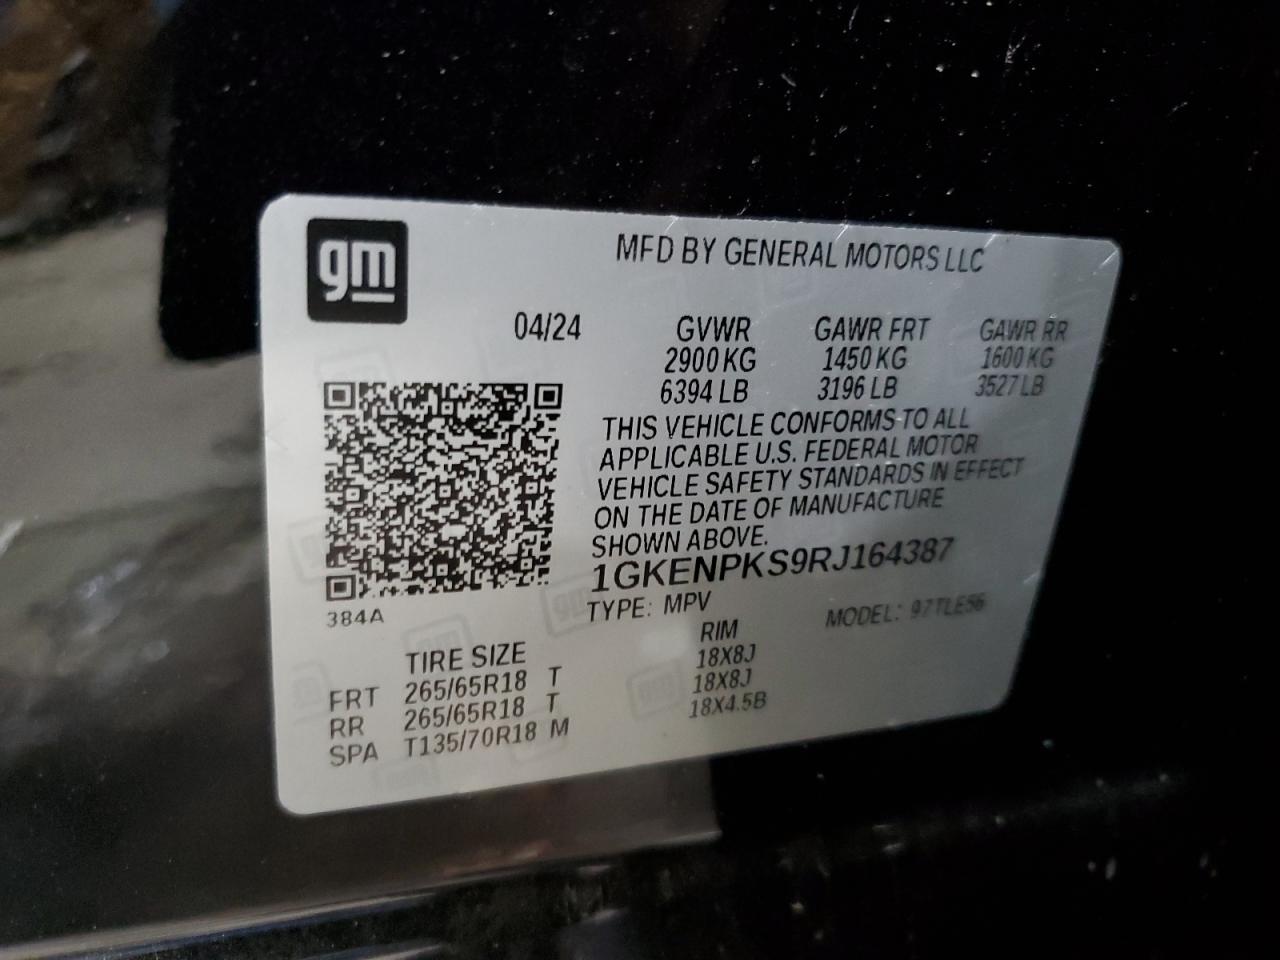 gm
MFD BY GENERAL MOTORS LLC
04/24 GVWR GAWR FRT GAWR RR
2900 KG 1450 KG 1600 KG
6394 LB 3196 LB 3527 LB
THIS VEHICLE CONFORMS TO ALL
APPLICABLE U.S. FEDERAL MOTOR
VEHICLE SAFETY STANDARDS IN EFFECT
ON THE DATE OF MANUFACTURE
SHOWN ABOVE.
1GKENPKS9RJ164387
384A
TYPE: MPV MODEL: 97TLE56
TIRE SIZE RIM
FRT 265/65R18 T 18X8J
RR 265/65R18 T 18X8J
SPA T135/70R18 M 18X4.5B